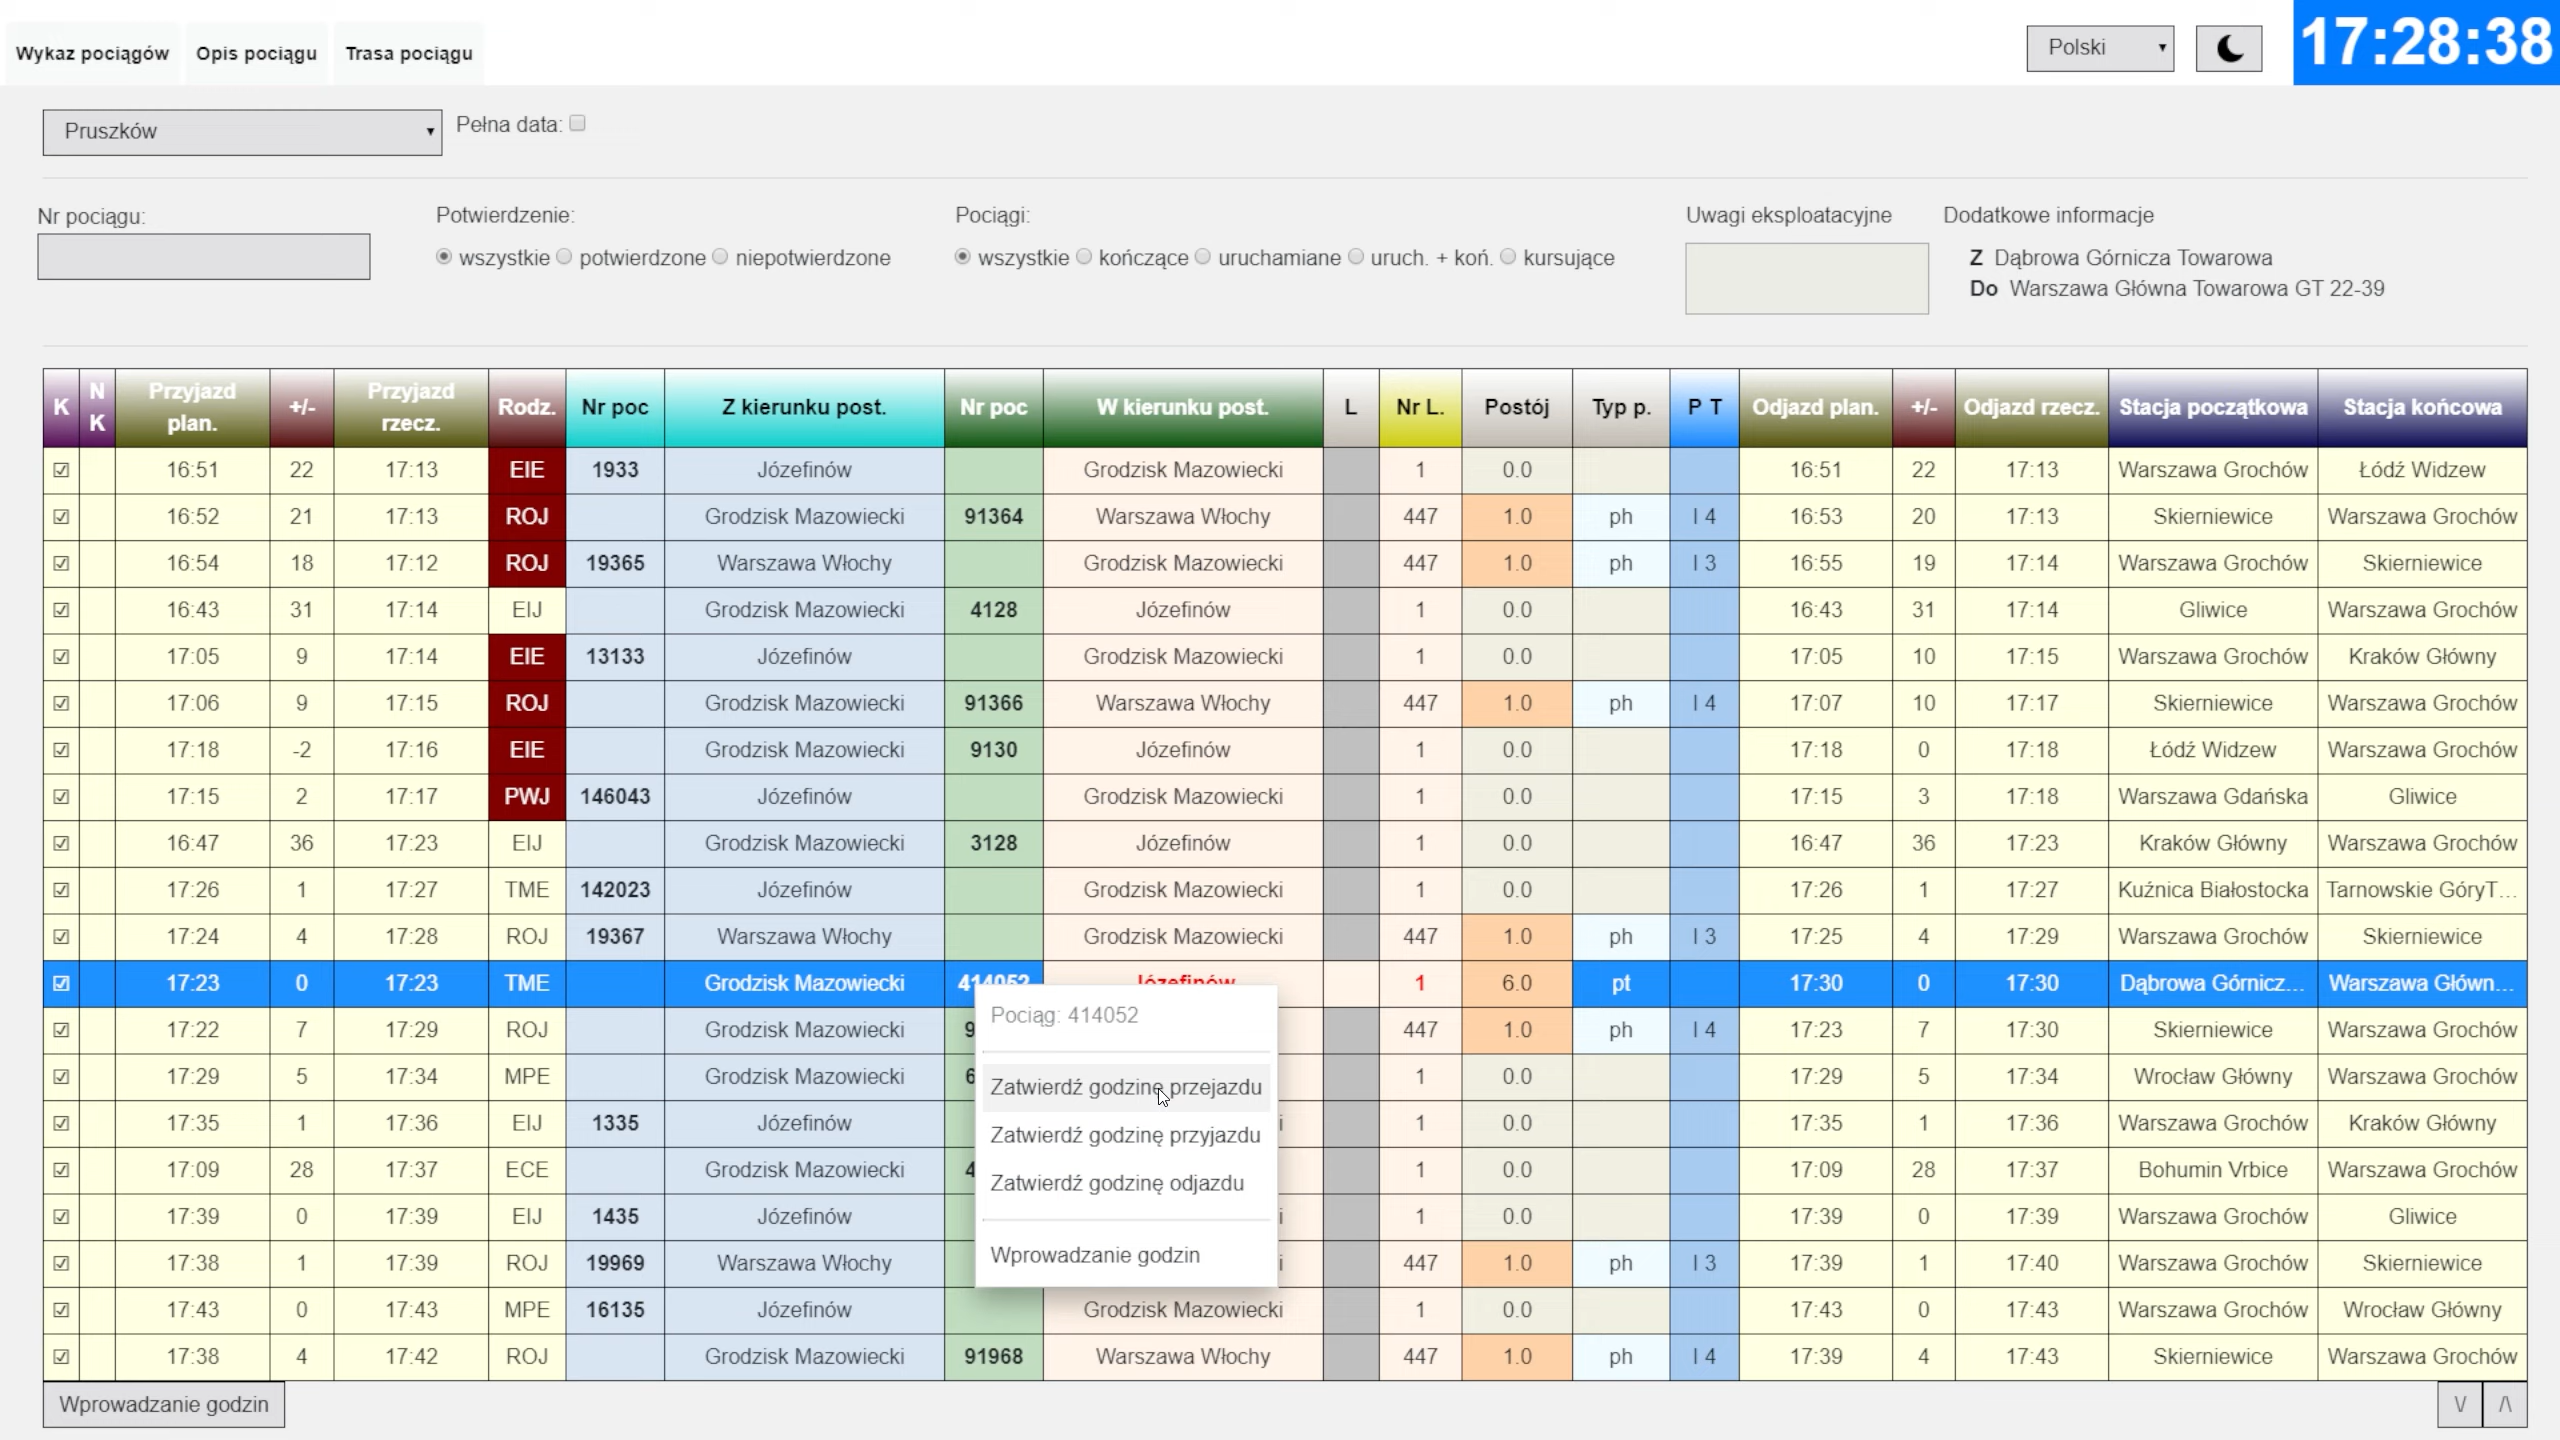 Wykaz pociągów Opis pociągu Trasa pociągu Polski 17:28:38
Pruszków Pełna data:
Nr pociągu: Potwierdzenie: Pociągi: Uwagi eksploatacyjne Dodatkowe informacje
wszystkie potwierdzone niepotwierdzone wszystkie kończące uruchamiane uruch. + koń. kursujące Z Dąbrowa Górnicza Towarowa
Do Warszawa Główna Towarowa GT 22-39
K N K Przyjazd plan. +/- Przyjazd rzecz. Rodz. Nr poc Z kierunku post. Nr poc W kierunku post. L Nr L. Postój Typ p. P T Odjazd plan. +/- Odjazd rzecz. Stacja początkowa Stacja końcowa
16:51 22 17:13 EIE 1933 Józefinów Grodzisk Mazowiecki 1 0.0 16:51 22 17:13 Warszawa Grochów Łódź Widzew
16:52 21 17:13 ROJ Grodzisk Mazowiecki 91364 Warszawa Włochy 447 1.0 ph I 4 16:53 20 17:13 Skierniewice Warszawa Grochów
16:54 18 17:12 ROJ 19365 Warszawa Włochy Grodzisk Mazowiecki 447 1.0 ph I 3 16:55 19 17:14 Warszawa Grochów Skierniewice
16:43 31 17:14 EIJ Grodzisk Mazowiecki 4128 Józefinów 1 0.0 16:43 31 17:14 Gliwice Warszawa Grochów
17:05 9 17:14 EIE 13133 Józefinów Grodzisk Mazowiecki 1 0.0 17:05 10 17:15 Warszawa Grochów Kraków Główny
17:06 9 17:15 ROJ Grodzisk Mazowiecki 91366 Warszawa Włochy 447 1.0 ph I 4 17:07 10 17:17 Skierniewice Warszawa Grochów
17:18 -2 17:16 EIE Grodzisk Mazowiecki 9130 Józefinów 1 0.0 17:18 0 17:18 Łódź Widzew Warszawa Grochów
17:15 2 17:17 PWJ 146043 Józefinów Grodzisk Mazowiecki 1 0.0 17:15 3 17:18 Warszawa Gdańska Gliwice
16:47 36 17:23 EIJ Grodzisk Mazowiecki 3128 Józefinów 1 0.0 16:47 36 17:23 Kraków Główny Warszawa Grochów
17:26 1 17:27 TME 142023 Józefinów Grodzisk Mazowiecki 1 0.0 17:26 1 17:27 Kuźnica Białostocka Tarnowskie GóryT...
17:24 4 17:28 ROJ 19367 Warszawa Włochy Grodzisk Mazowiecki 447 1.0 ph I 3 17:25 4 17:29 Warszawa Grochów Skierniewice
17:23 0 17:23 TME Grodzisk Mazowiecki 414052 Józefinów 1 6.0 pt 17:30 0 17:30 Dąbrowa Górnicz... Warszawa Główn...
17:22 7 17:29 ROJ Grodzisk Mazowiecki 9 447 1.0 ph I 4 17:23 7 17:30 Skierniewice Warszawa Grochów
17:29 5 17:34 MPE Grodzisk Mazowiecki 6 1 0.0 17:29 5 17:34 Wrocław Główny Warszawa Grochów
17:35 1 17:36 EIJ 1335 Józefinów i 1 0.0 17:35 1 17:36 Warszawa Grochów Kraków Główny
17:09 28 17:37 ECE Grodzisk Mazowiecki 4 1 0.0 17:09 28 17:37 Bohumin Vrbice Warszawa Grochów
17:39 0 17:39 EIJ 1435 Józefinów i 1 0.0 17:39 0 17:39 Warszawa Grochów Gliwice
17:38 1 17:39 ROJ 19969 Warszawa Włochy i 447 1.0 ph I 3 17:39 1 17:40 Warszawa Grochów Skierniewice
17:43 0 17:43 MPE 16135 Józefinów Grodzisk Mazowiecki 1 0.0 17:43 0 17:43 Warszawa Grochów Wrocław Główny
17:38 4 17:42 ROJ Grodzisk Mazowiecki 91968 Warszawa Włochy 447 1.0 ph I 4 17:39 4 17:43 Skierniewice Warszawa Grochów
Pociąg: 414052
Zatwierdź godzinę przejazdu
Zatwierdź godzinę przyjazdu
Zatwierdź godzinę odjazdu
Wprowadzanie godzin
Wprowadzanie godzin \/ /\